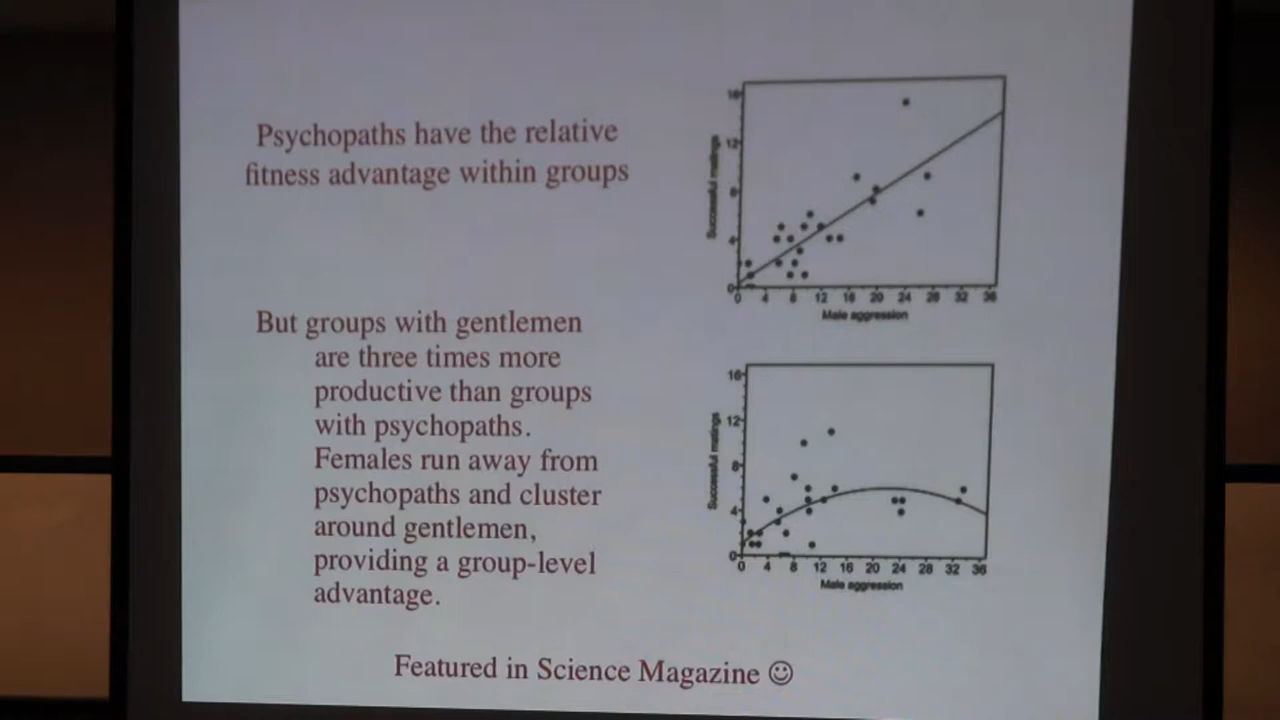 Psychopaths have the relative
fitness advantage within groups
16
12
8
4
0
Successful matings
0 4 8 12 16 20 24 28 32 36
Male aggression
But groups with gentlemen
are three times more
productive than groups
with psychopaths.
Females run away from
psychopaths and cluster
around gentlemen,
providing a group-level
advantage.
16
12
8
4
0
Successful matings
0 4 8 12 16 20 24 28 32 36
Male aggression
Featured in Science Magazine ☺